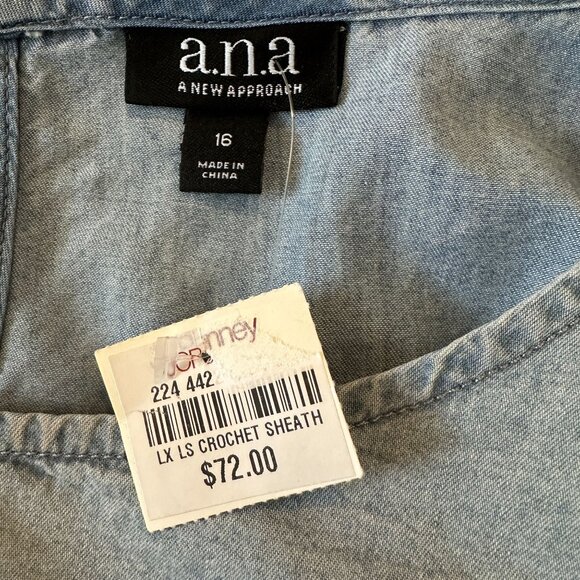 a.n.a
A NEW APPROACH
16
MADE IN
CHINA
224 442
LX LS CROCHET SHEATH
$72.00